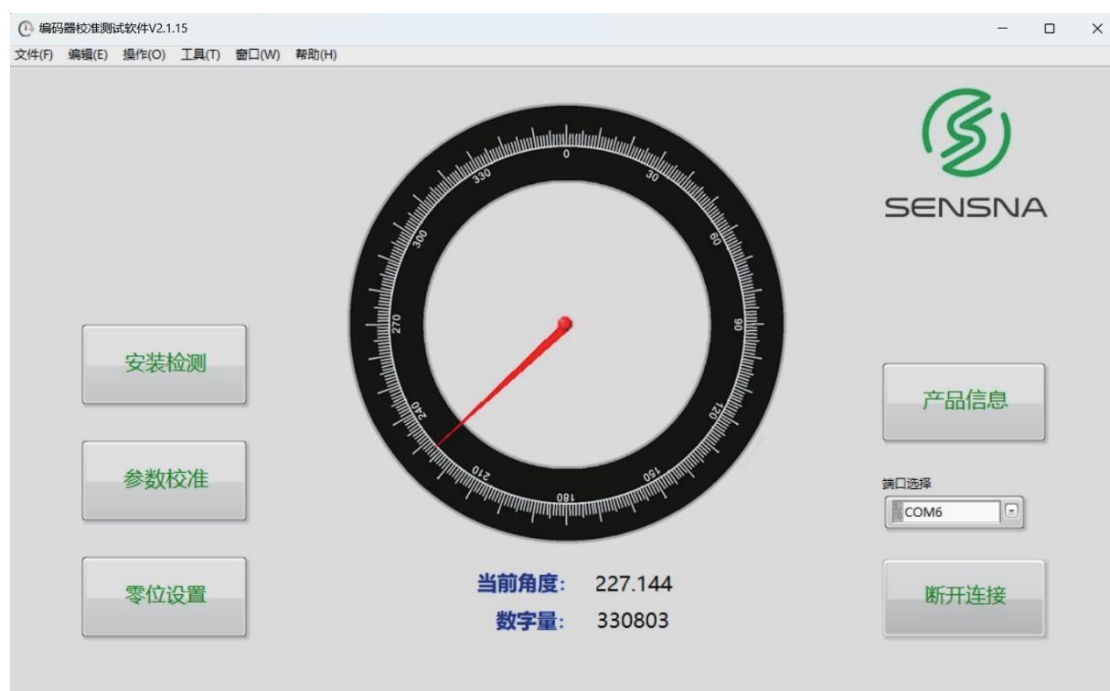 编码器校准测试软件V2.1.15
文件(F) 编辑(E) 操作(O) 工具(T) 窗口(W) 帮助(H)
SENSNA
0
30
60
90
120
150
180
210
240
270
300
330
安装检测
参数校准
零位设置
当前角度: 227.144
数字量: 330803
产品信息
端口选择
COM6
断开连接